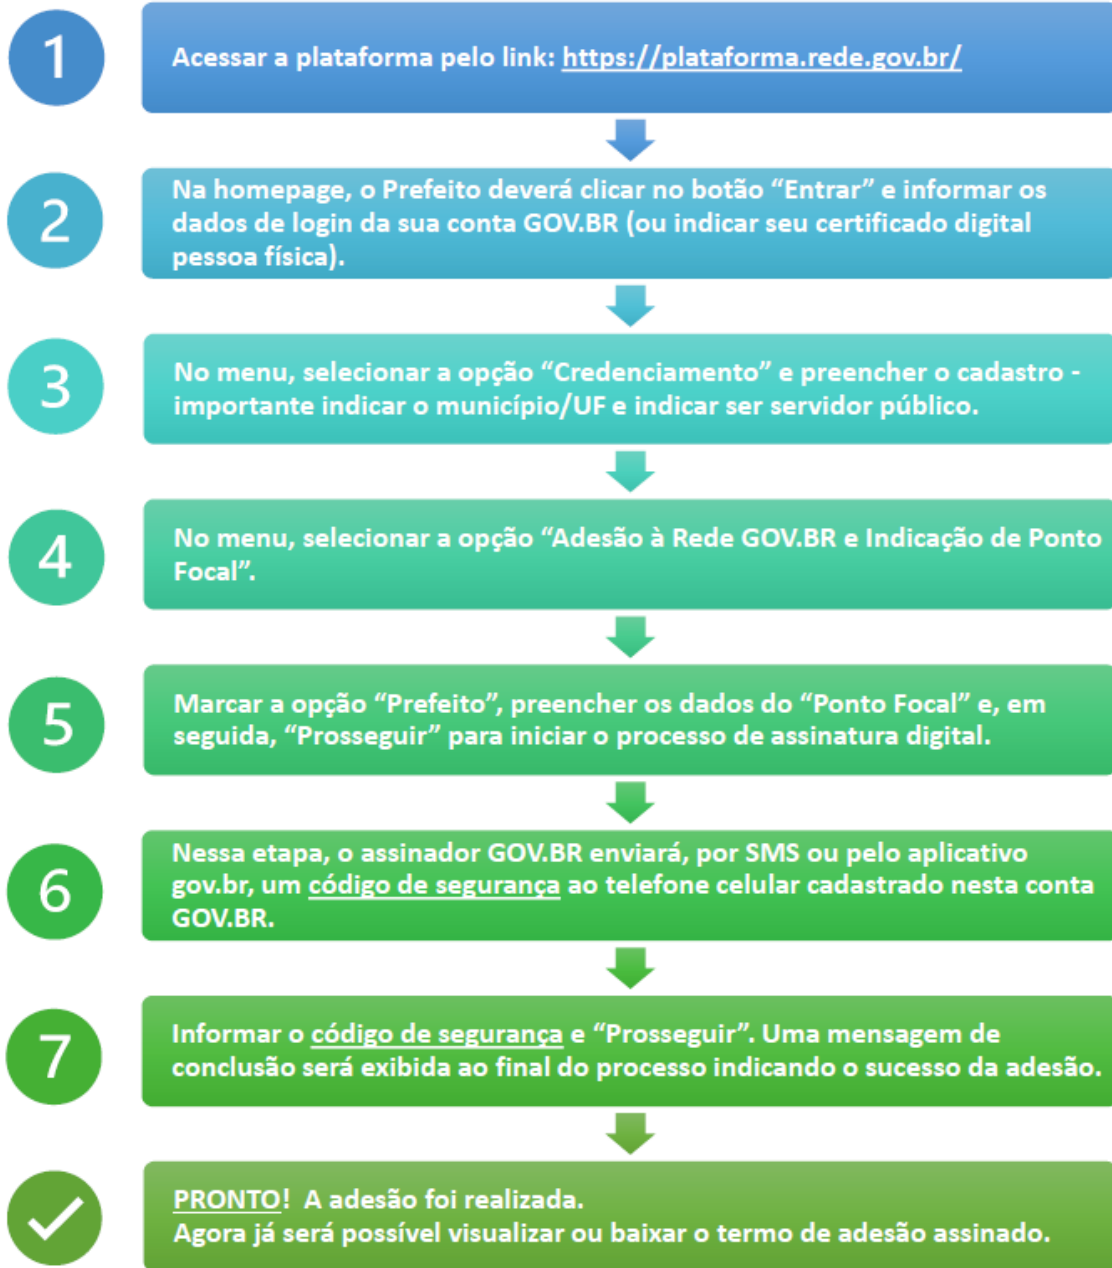 1
Acessar a plataforma pelo link: https://plataforma.rede.gov.br/
2
Na homepage, o Prefeito deverá clicar no botão “Entrar” e informar os
dados de login da sua conta GOV.BR (ou indicar seu certificado digital
pessoa física).
3
No menu, selecionar a opção “Credenciamento” e preencher o cadastro -
importante indicar o município/UF e indicar ser servidor público.
4
No menu, selecionar a opção “Adesão à Rede GOV.BR e Indicação de Ponto
Focal”.
5
Marcar a opção “Prefeito”, preencher os dados do “Ponto Focal” e, em
seguida, “Prosseguir” para iniciar o processo de assinatura digital.
6
Nessa etapa, o assinador GOV.BR enviará, por SMS ou pelo aplicativo
gov.br, um código de segurança ao telefone celular cadastrado nesta conta
GOV.BR.
7
Informar o código de segurança e “Prosseguir”. Uma mensagem de
conclusão será exibida ao final do processo indicando o sucesso da adesão.
PRONTO! A adesão foi realizada.
Agora já será possível visualizar ou baixar o termo de adesão assinado.